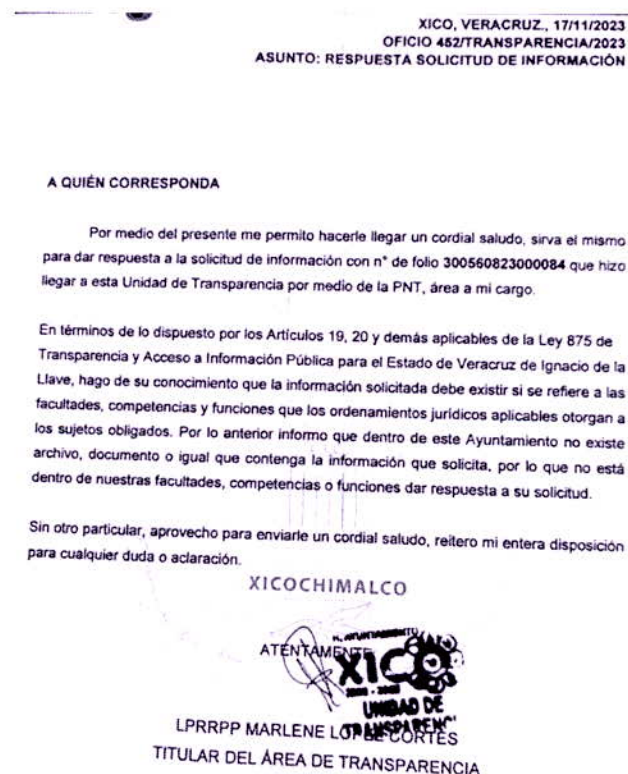 XICO, VERACRUZ., 17/11/2023
OFICIO 452/TRANSPARENCIA/2023
ASUNTO: RESPUESTA SOLICITUD DE INFORMACIÓN
A QUIÉN CORRESPONDA
Por medio del presente me permito hacerle llegar un cordial saludo, sirva el mismo
para dar respuesta a la solicitud de información con n° de folio 300560823000084 que hizo
llegar a esta Unidad de Transparencia por medio de la PNT, área a mi cargo.
En términos de lo dispuesto por los Artículos 19, 20 y demás aplicables de la Ley 875 de
Transparencia y Acceso a Información Pública para el Estado de Veracruz de Ignacio de la
Llave, hago de su conocimiento que la información solicitada debe existir si se refiere a las
facultades, competencias y funciones que los ordenamientos jurídicos aplicables otorgan a
los sujetos obligados. Por lo anterior informo que dentro de este Ayuntamiento no existe
archivo, documento o igual que contenga la información que solicita, por lo que no está
dentro de nuestras facultades, competencias o funciones dar respuesta a su solicitud.
Sin otro particular, aprovecho para enviarle un cordial saludo, reitero mi entera disposición
para cualquier duda o aclaración.
XICOCHIMALCO
H. AYUNTAMIENTO
ATENTAMENTE
XICO
UNIDAD DE
TRANSPARENC
LPRRPP MARLENE LOPEZ CORTÉS
TITULAR DEL ÁREA DE TRANSPARENCIA